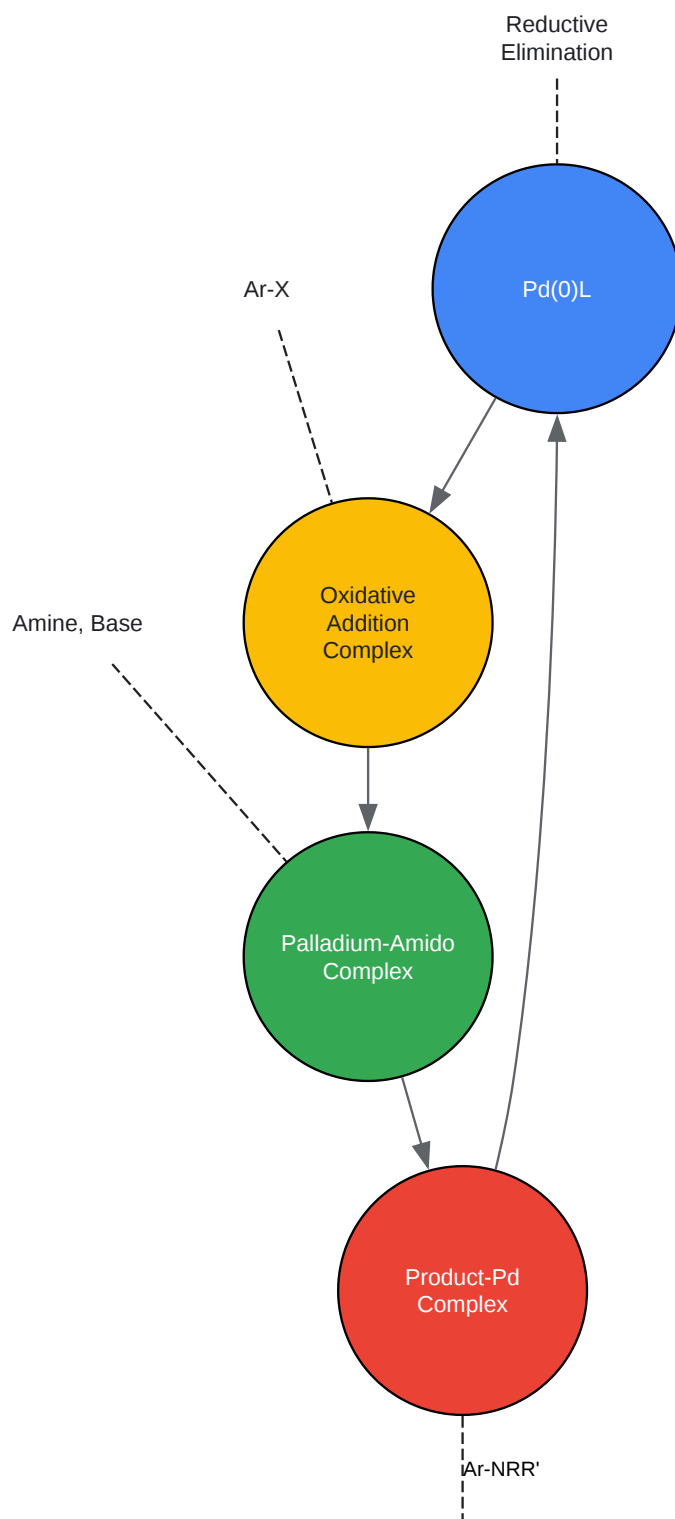 Reductive
Elimination
Pd(0)L
Ar-X
Oxidative
Addition
Complex
Amine, Base
Palladium-Amido
Complex
Product-Pd
Complex
Ar-NRR'